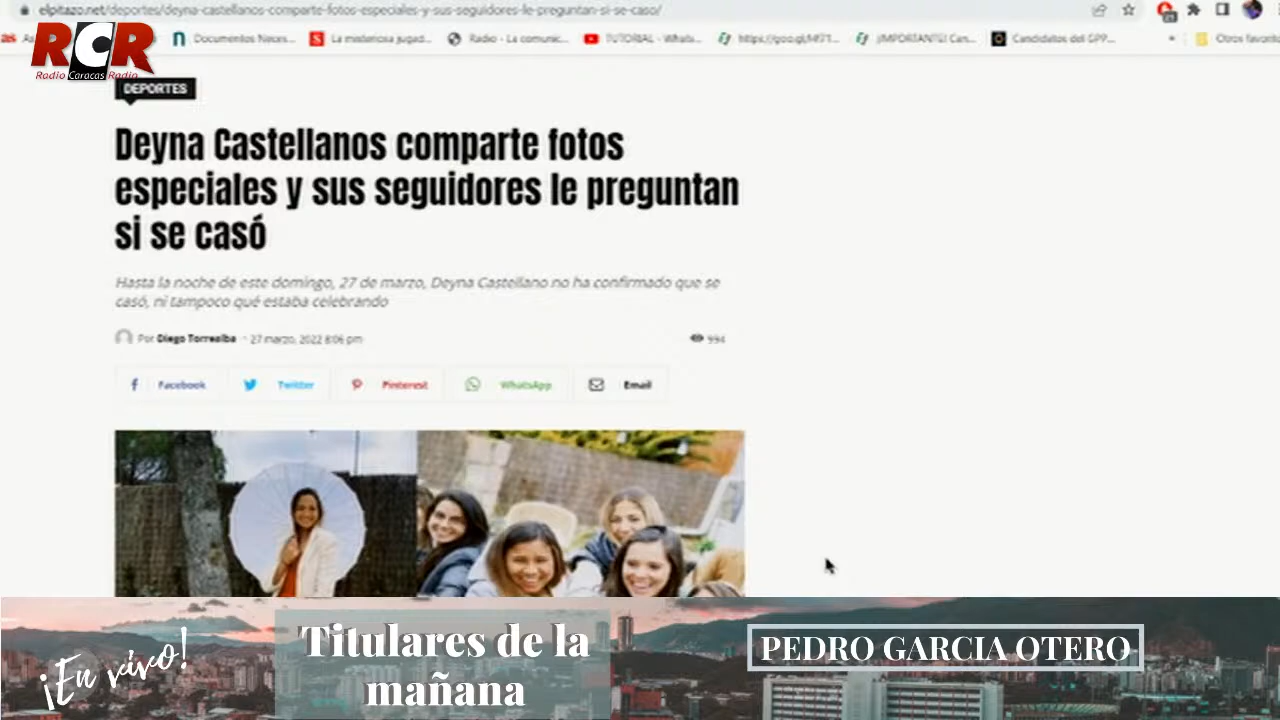 elpitazo.net/deportes/deyna-castellanos-comparte-fotos-especiales-y-sus-seguidores-le-preguntan-si-se-caso/
Documentos Neces...
La misteriosa jugad...
Radio - La comunic...
TUTORIAL - Whats...
¡IMPORTANTE! Can...
Candidatos del GPP...
Otros favorito
RCR
Radio Caracas Radio
DEPORTES
Deyna Castellanos comparte fotos
especiales y sus seguidores le preguntan
si se casó
Hasta la noche de este domingo, 27 de marzo, Deyna Castellano no ha confirmado que se
casó, ni tampoco qué estaba celebrando
Por Diego Torrealba - 27 marzo, 2022 8:06 pm
994
Facebook
Twitter
Pinterest
WhatsApp
Email
¡En vivo!
Titulares de la
mañana
PEDRO GARCIA OTERO